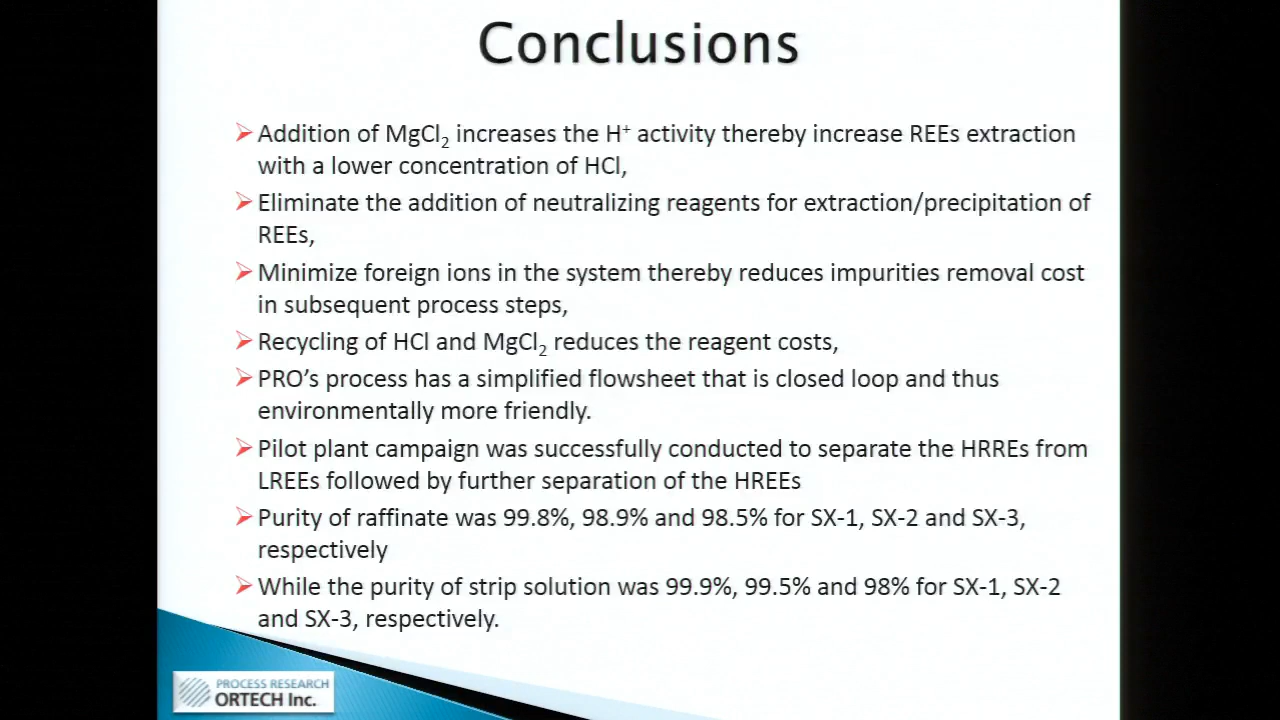 Conclusions
Addition of MgCl₂ increases the H⁺ activity thereby increase REEs extraction
with a lower concentration of HCl,
Eliminate the addition of neutralizing reagents for extraction/precipitation of
REEs,
Minimize foreign ions in the system thereby reduces impurities removal cost
in subsequent process steps,
Recycling of HCl and MgCl₂ reduces the reagent costs,
PRO’s process has a simplified flowsheet that is closed loop and thus
environmentally more friendly.
Pilot plant campaign was successfully conducted to separate the HRREs from
LREEs followed by further separation of the HREEs
Purity of raffinate was 99.8%, 98.9% and 98.5% for SX-1, SX-2 and SX-3,
respectively
While the purity of strip solution was 99.9%, 99.5% and 98% for SX-1, SX-2
and SX-3, respectively.
PROCESS RESEARCH
ORTECH Inc.